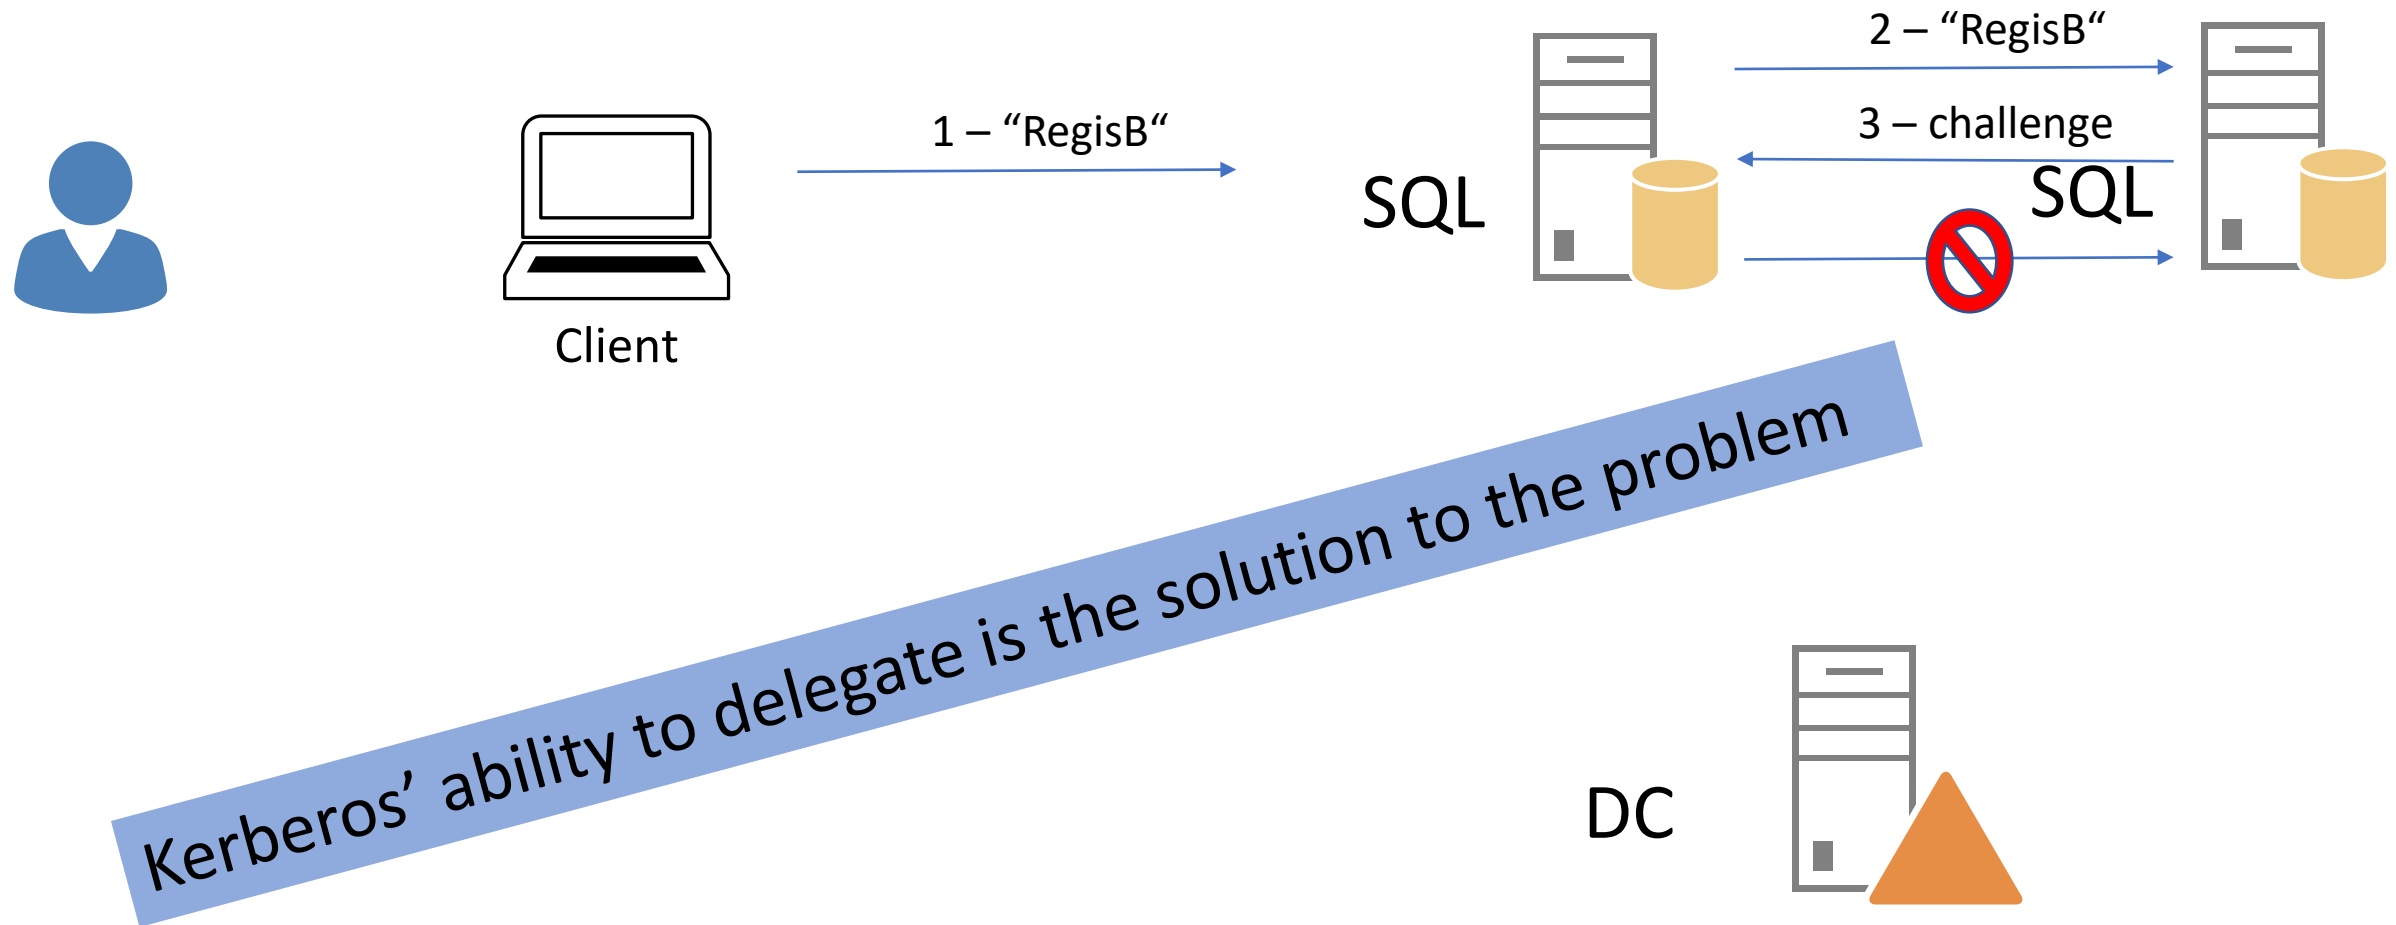 2 – “RegisB“
1 – “RegisB“
3 – challenge
SQL
SQL
Client
Kerberos’ ability to delegate is the solution to the problem
DC